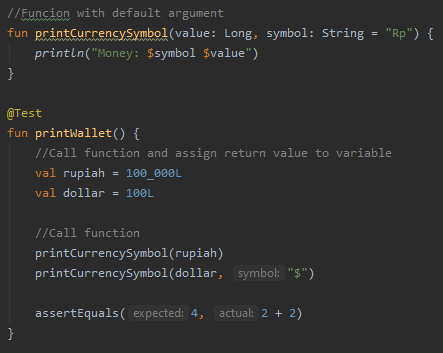 //Funcion with default argument
fun printCurrencySymbol(value: Long, symbol: String = "Rp") {
    println("Money: $symbol $value")
}

@Test
fun printWallet() {
    //Call function and assign return value to variable
    val rupiah = 100_000L
    val dollar = 100L

    //Call function
    printCurrencySymbol(rupiah)
    printCurrencySymbol(dollar, symbol: "$")

    assertEquals( expected: 4, actual: 2 + 2)
}